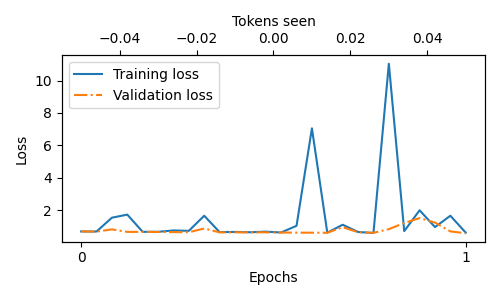 Tokens seen
−0.04 −0.02 0.00 0.02 0.04
Training loss
Validation loss
10
8
6
4
2
Loss
0 1
Epochs